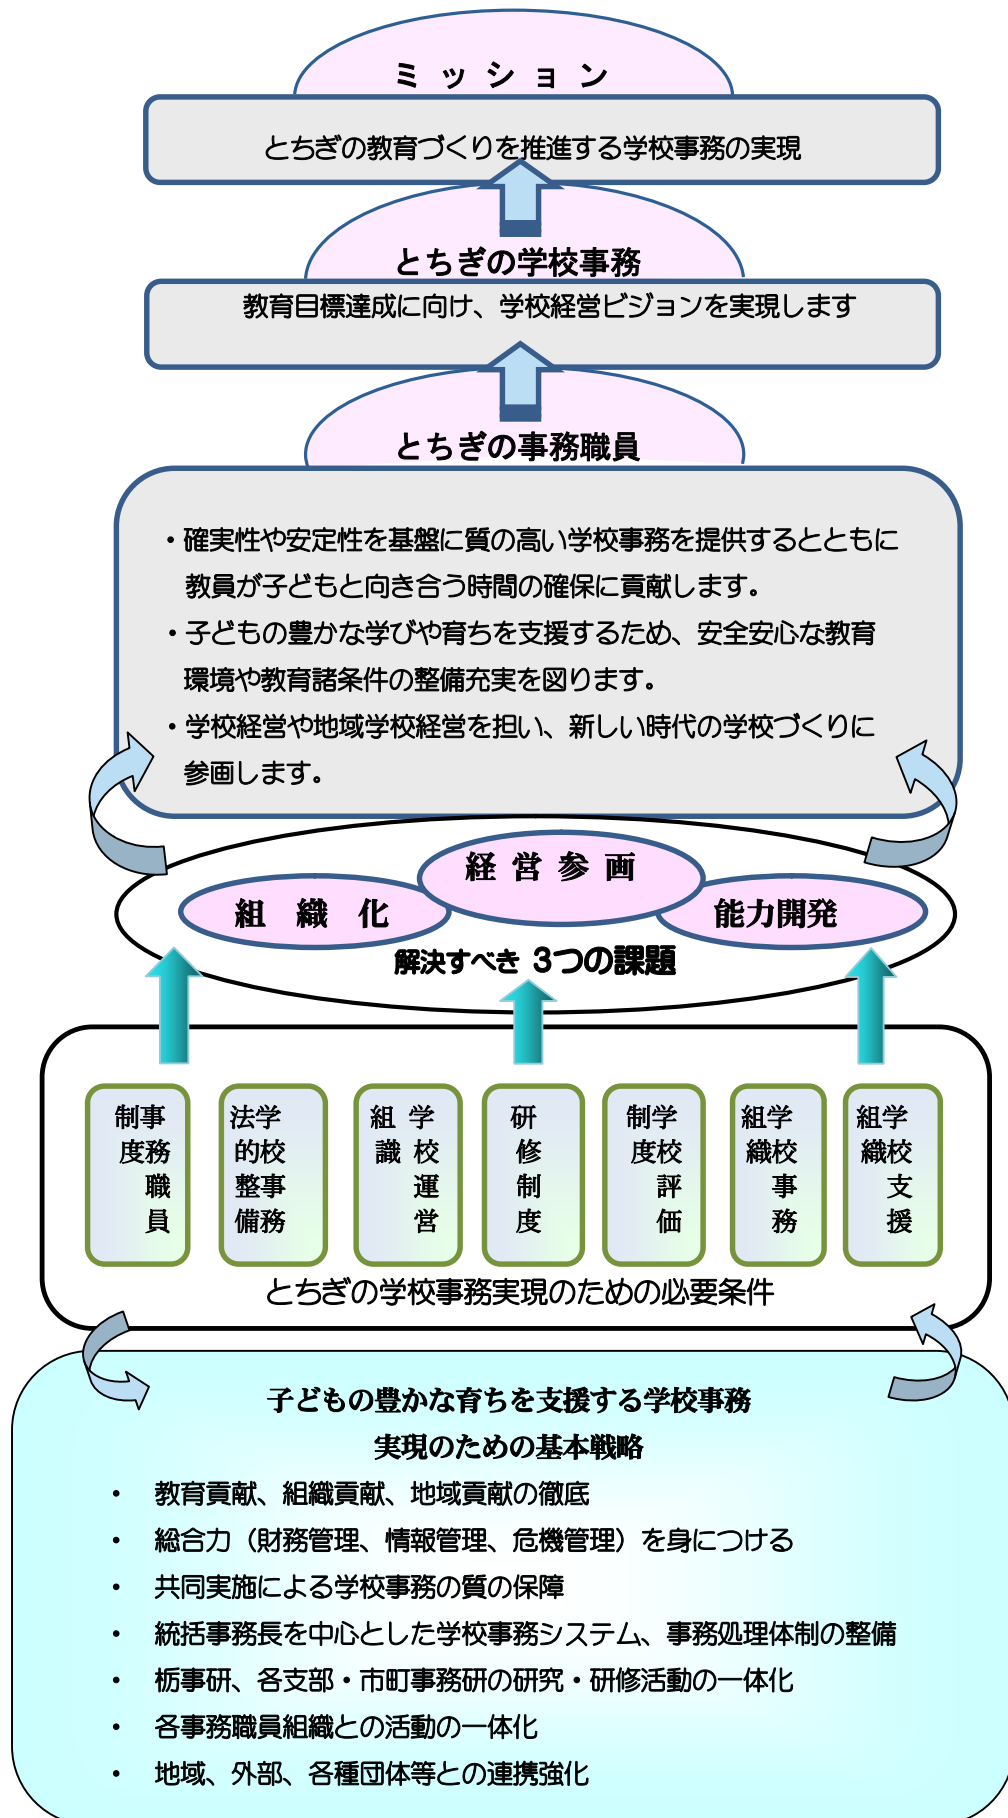 ミッション
とちぎの教育づくりを推進する学校事務の実現
とちぎの学校事務
教育目標達成に向け、学校経営ビジョンを実現します
とちぎの事務職員
・確実性や安定性を基盤に質の高い学校事務を提供するとともに
教員が子どもと向き合う時間の確保に貢献します。
・子どもの豊かな学びや育ちを支援するため、安全安心な教育
環境や教育諸条件の整備充実を図ります。
・学校経営や地域学校経営を担い、新しい時代の学校づくりに
参画します。
経営参画
組織化
能力開発
解決すべき 3つの課題
事務職員
制度
学校事務
法的整備
学校運営
組識
研修制度
学校評価
制度
学校事務
組織
学校支援
組織
とちぎの学校事務実現のための必要条件
子どもの豊かな育ちを支援する学校事務
実現のための基本戦略
・ 教育貢献、組織貢献、地域貢献の徹底
・ 総合力（財務管理、情報管理、危機管理）を身につける
・ 共同実施による学校事務の質の保障
・ 統括事務長を中心とした学校事務システム、事務処理体制の整備
・ 栃事研、各支部・市町事務研の研究・研修活動の一体化
・ 各事務職員組織との活動の一体化
・ 地域、外部、各種団体等との連携強化